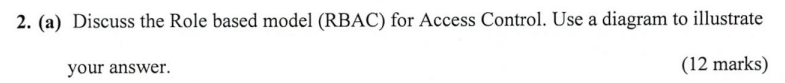 2. (a) Discuss the Role based model (RBAC) for Access Control. Use a diagram to illustrate
your answer. (12 marks)